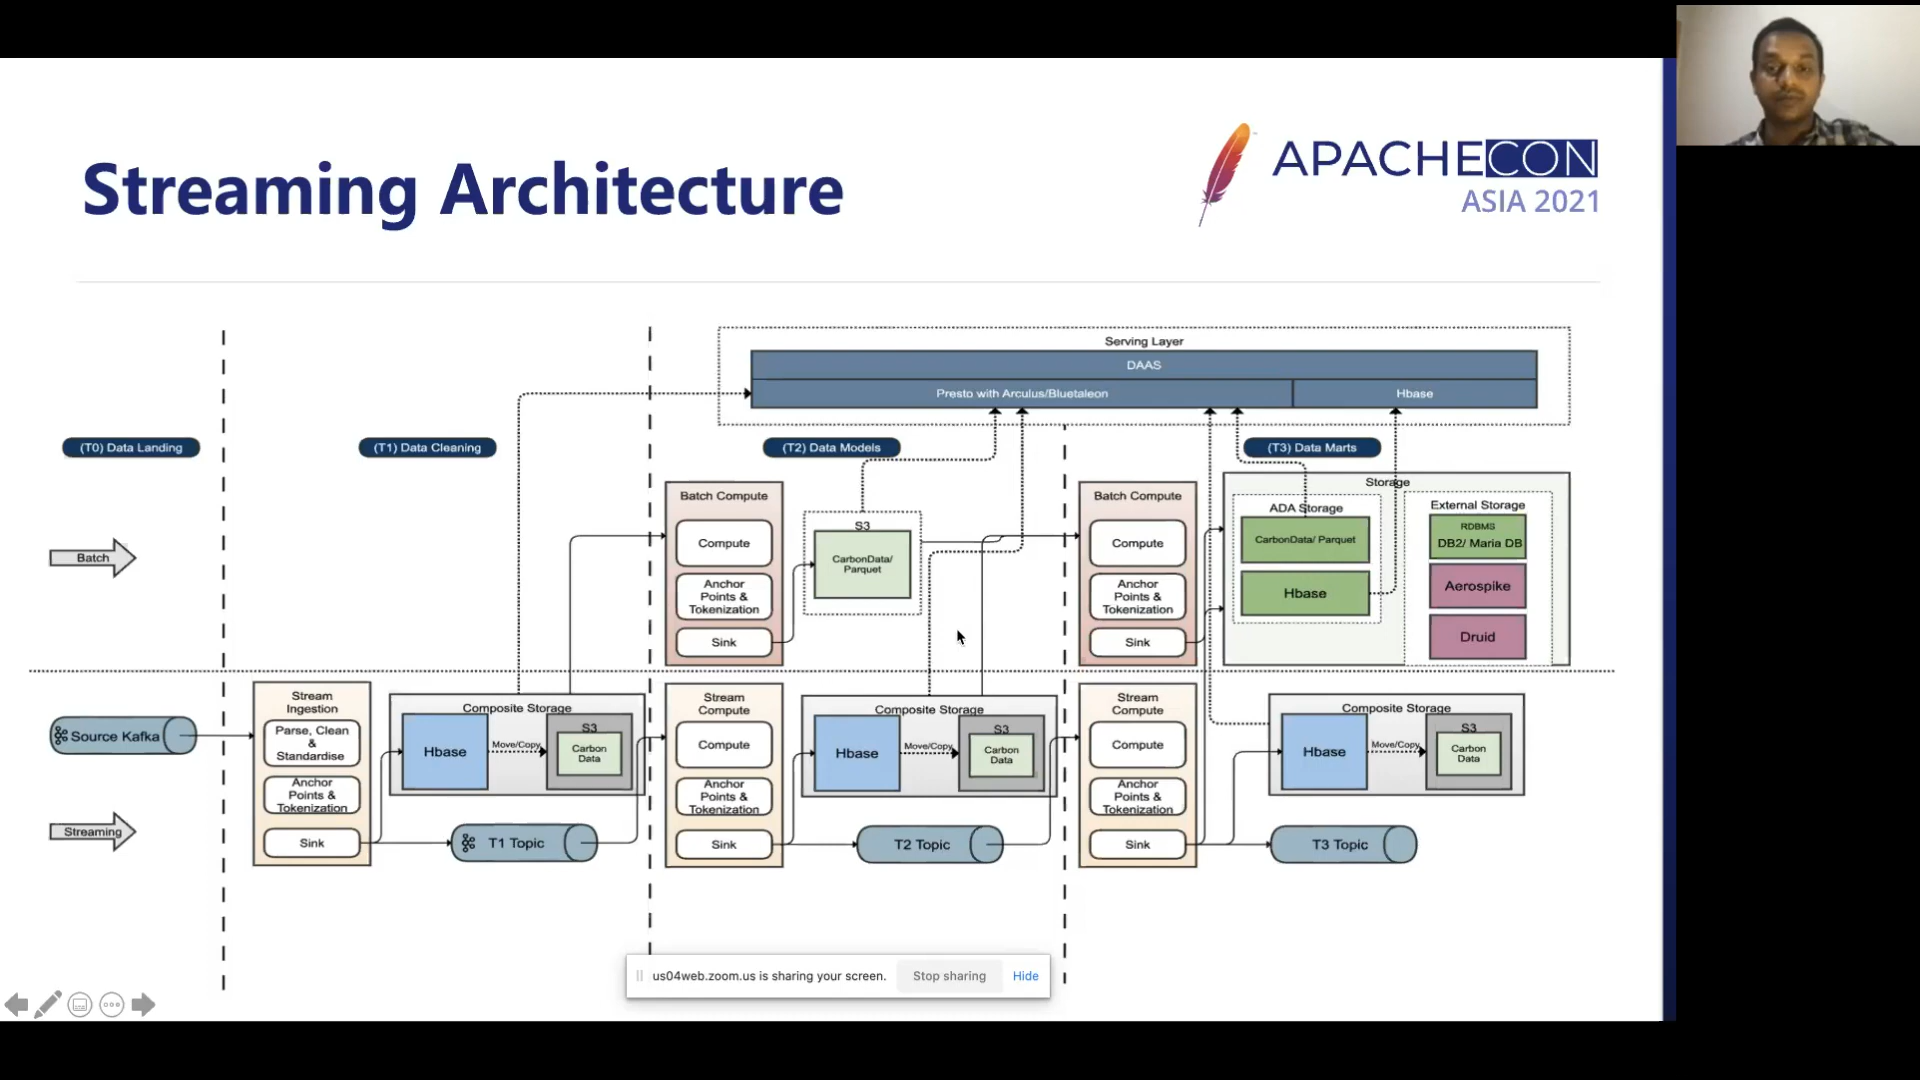 Streaming Architecture
APACHECON
ASIA 2021
Serving Layer
DAAS
Presto with Arculus/Bluetaleon
Hbase
(T0) Data Landing
(T1) Data Cleaning
(T2) Data Models
(T3) Data Marts
Batch
Batch Compute
Compute
Anchor
Points &
Tokenization
Sink
S3
CarbonData/
Parquet
Batch Compute
Compute
Anchor
Points &
Tokenization
Sink
Storage
ADA Storage
CarbonData/ Parquet
Hbase
External Storage
RDBMS
DB2/ Maria DB
Aerospike
Druid
Source Kafka
Streaming
Stream
Ingestion
Parse, Clean
&
Standardise
Anchor
Points &
Tokenization
Sink
Composite Storage
Hbase
Move/Copy
S3
Carbon
Data
T1 Topic
Stream
Compute
Compute
Anchor
Points &
Tokenization
Sink
Composite Storage
Hbase
Move/Copy
S3
Carbon
Data
T2 Topic
Stream
Compute
Compute
Anchor
Points &
Tokenization
Sink
Composite Storage
Hbase
Move/Copy
S3
Carbon
Data
T3 Topic
us04web.zoom.us is sharing your screen.
Stop sharing
Hide